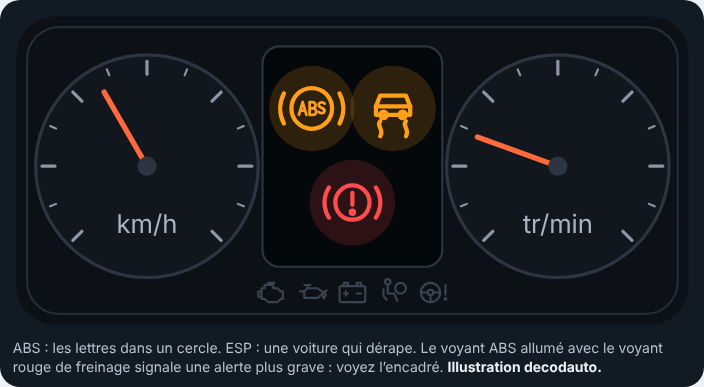 ABS
km/h
tr/min
ABS : les lettres dans un cercle. ESP : une voiture qui dérape. Le voyant ABS allumé avec le voyant
rouge de freinage signale une alerte plus grave : voyez l'encadré. Illustration decodauto.